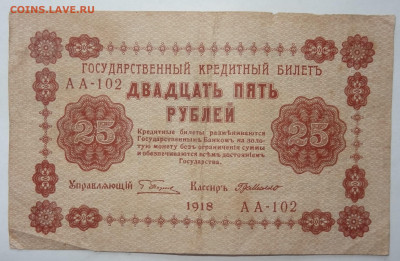 COINS.LAVE.RU
ГОСУДАРСТВЕННЫЙ КРЕДИТНЫЙ БИЛЕТЪ
АА-102
ДВАДЦАТЬ ПЯТЬ
РУБЛЕЙ
25 25
Кредитные билеты размѣниваются
Государственнымъ Банкомъ на золо-
тую монету безъ ограниченія суммы
и обезпечиваются всѣмъ достояніемъ
Государства.
Управляющій Кассиръ
1918 АА-102